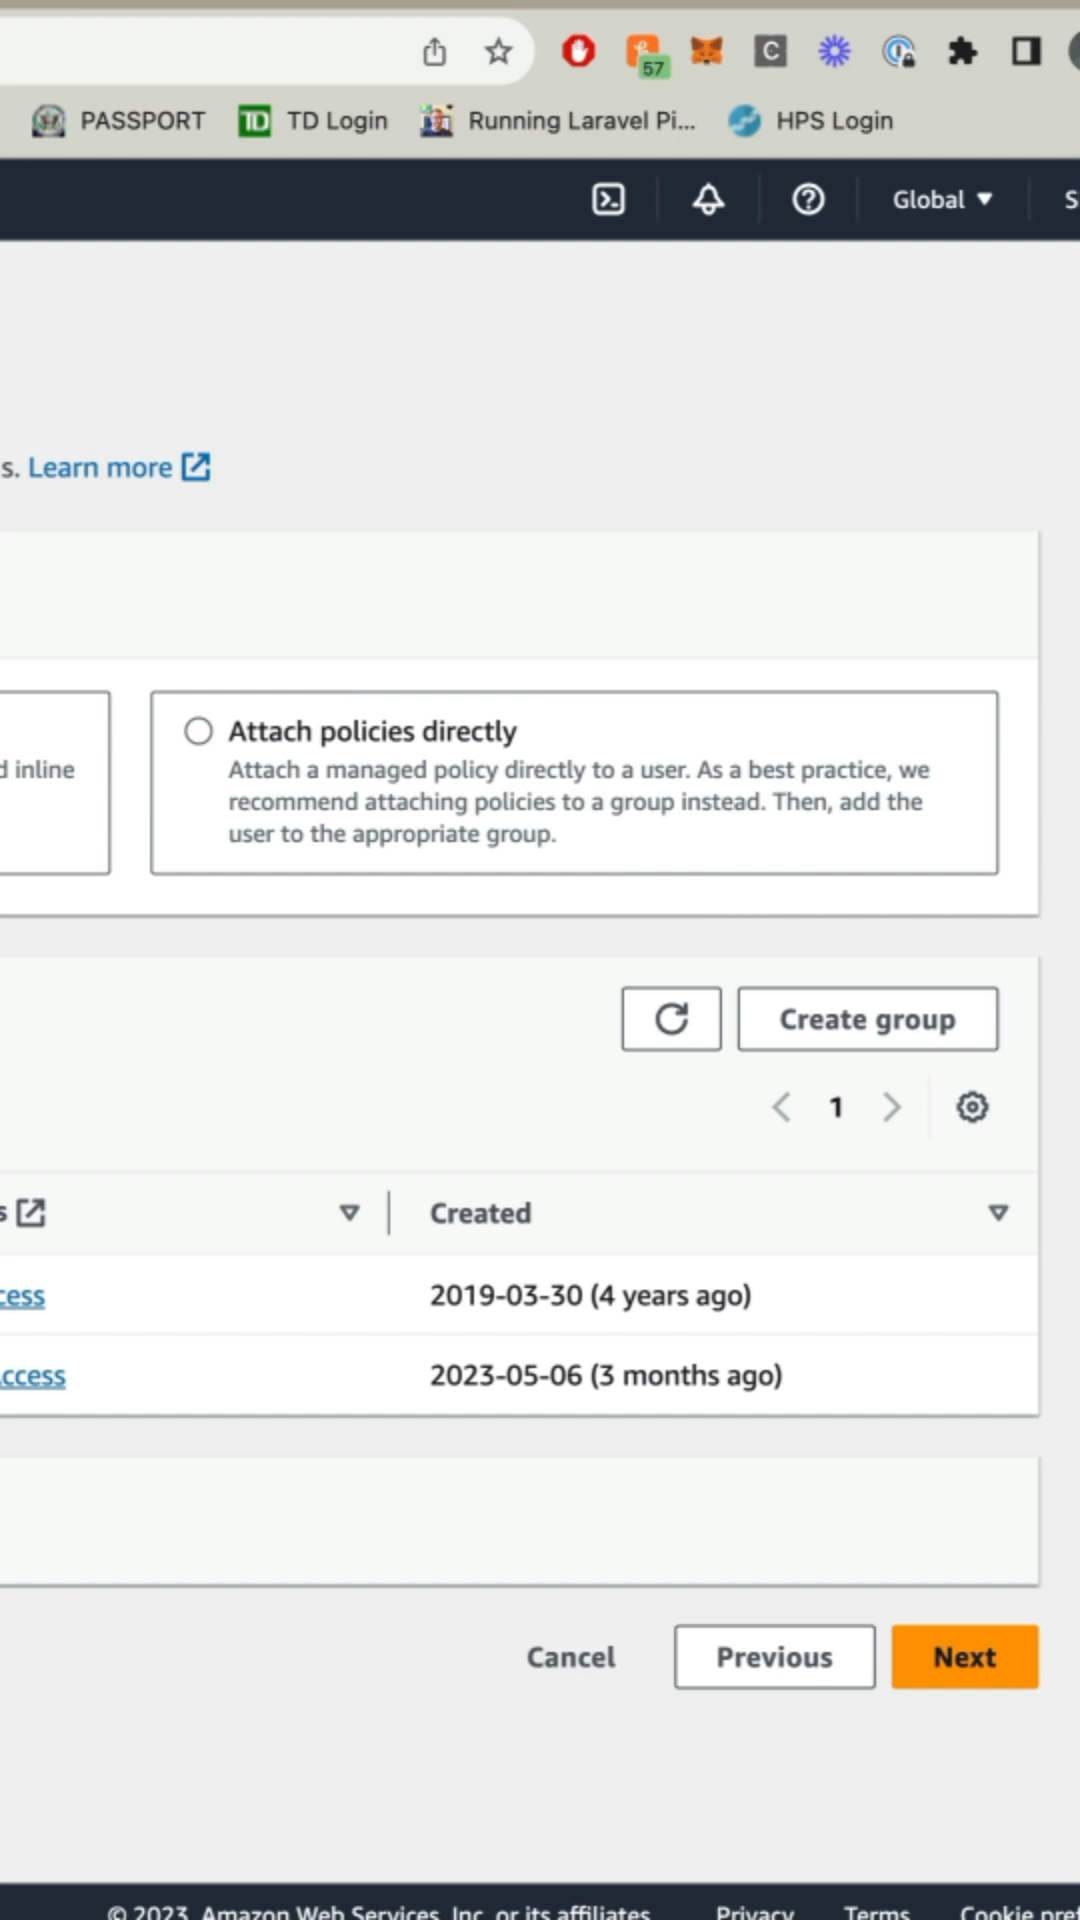 57
PASSPORT
TD
TD Login
Running Laravel Pi...
HPS Login
C
Global
S
s. Learn more
d inline
Attach policies directly
Attach a managed policy directly to a user. As a best practice, we
recommend attaching policies to a group instead. Then, add the
user to the appropriate group.
Create group
1
s
Created
cess
2019-03-30 (4 years ago)
ccess
2023-05-06 (3 months ago)
Cancel
Previous
Next
© 2023, Amazon Web Services, Inc. or its affiliates.
Privacy
Terms
Cookie pref